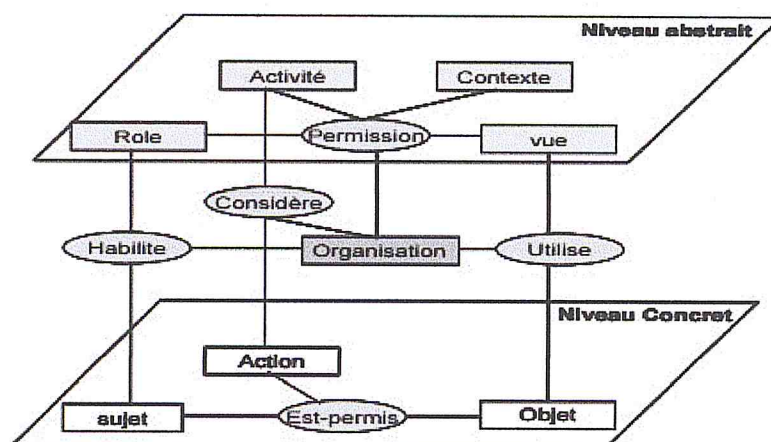 Niveau abstrait
Activité
Contexte
Role
Permission
vue
Considère
Habilite
Organisation
Utilise
Niveau Concret
Action
sujet
Est-permis
Objet